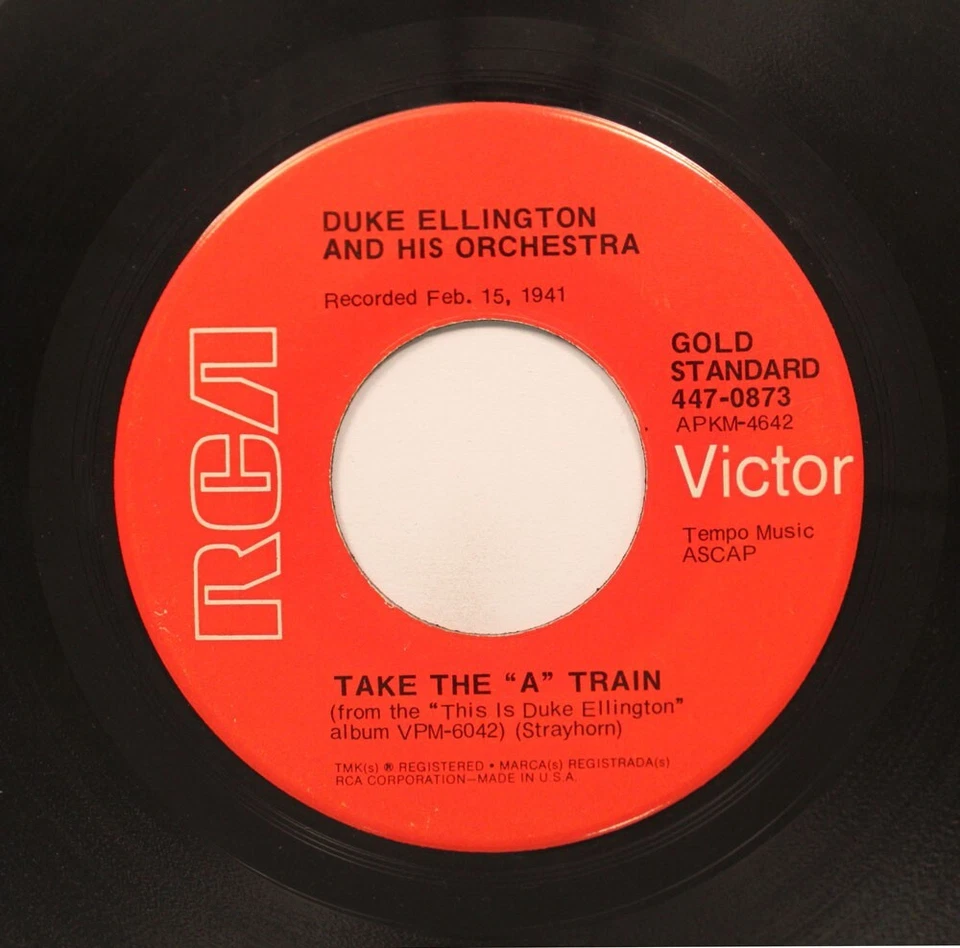 DUKE ELLINGTON
AND HIS ORCHESTRA
Recorded Feb. 15, 1941
RCA
GOLD
STANDARD
447-0873
APKM-4642
Victor
Tempo Music
ASCAP
TAKE THE “A” TRAIN
(from the “This Is Duke Ellington”
album VPM-6042) (Strayhorn)
TMK(s) ® REGISTERED • MARCA(s) REGISTRADA(s)
RCA CORPORATION—MADE IN U.S.A.